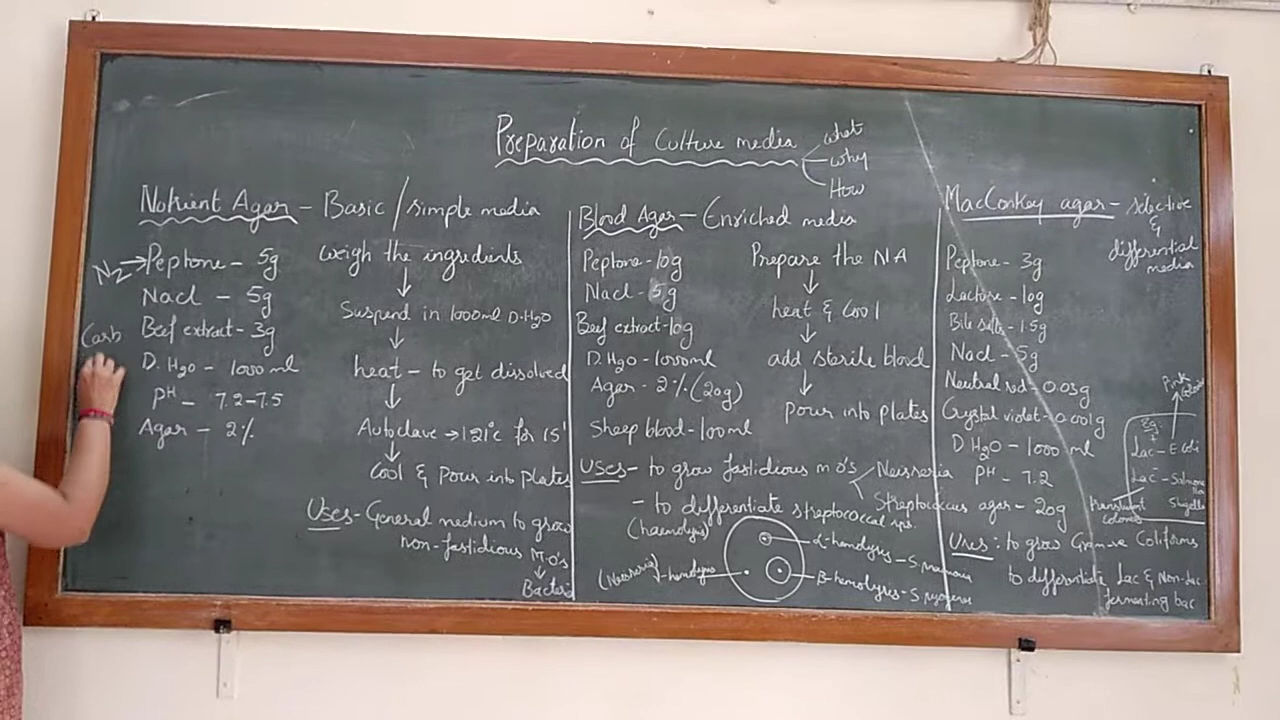 Preparation of Culture media
what
why
How
Nutrient Agar - Basic / simple media
N2 → Peptone - 5g
Nacl - 5g
Carb
Beef extract - 3g
D. H2O - 1000 ml
PH - 7.2-7.5
Agar - 2%
weigh the ingredients
↓
Suspend in 1000ml D.H2O
↓
heat - to get dissolved
↓
Autoclave → 121°c for 15'
↓
Cool & Pour into plates
Uses - General medium to grow
non-fastidious M.O's
↓
Bacteria
Blood Agar - Enriched media
Peptone - 10g
Nacl - 5g
Beef extract - 10g
D. H2O - 1000ml
Agar - 2% (20g)
Sheep blood - 100ml
Prepare the NA
↓
heat & Cool
↓
add sterile blood
↓
Pour into plates
Uses - to grow fastidious m o's
Neisseria
Streptococcus
- to differentiate streptococcal sps.
(haemolysis)
α-hemolysis - S. pneumonia
β-hemolysis - S. pyogenes
(Neisseria) γ-hemolysis
MacConkey agar - selective
&
differential
media
Peptone - 3g
Lactose - 10g
Bile salts - 1.5g
Nacl - 5g
Neutral red - 0.03g
Crystal violet - 0.001g
D H2O - 1000 ml
PH - 7.2
agar - 20g
Pink
colonies
Eg:
Lac+ - E coli
Lac- - Salmonella
Shigella
translucent
colonies
Uses : to grow Gram -ve Coliforms
to differentiate Lac & Non-Lac
fermenting bac